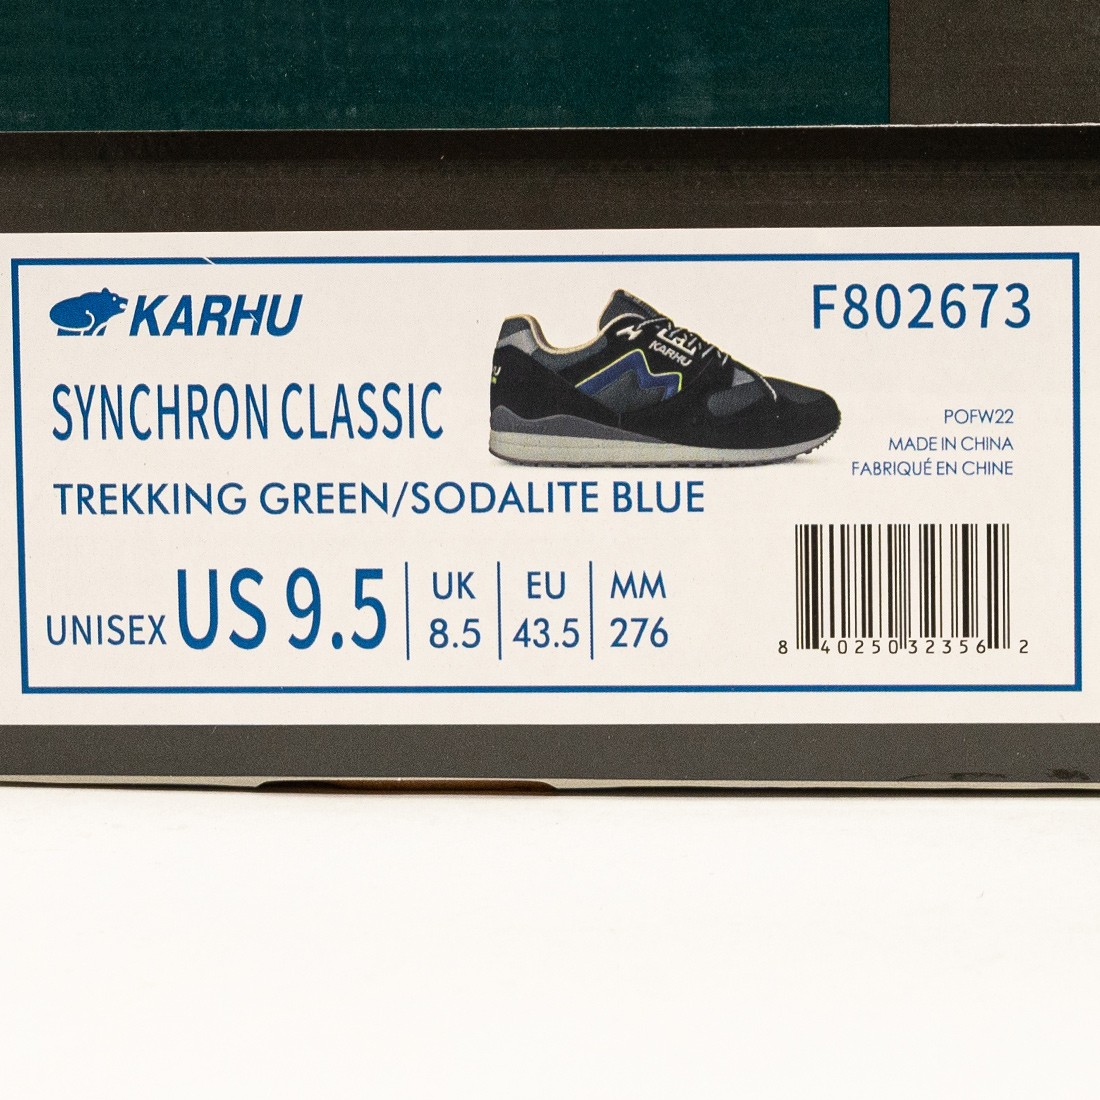 KARHU
F802673
SYNCHRON CLASSIC
KARHU
POFW22
MADE IN CHINA
FABRIQUÉ EN CHINE
TREKKING GREEN/SODALITE BLUE
UNISEX US 9.5
UK
8.5
EU
43.5
MM
276
8 40250 32356 2